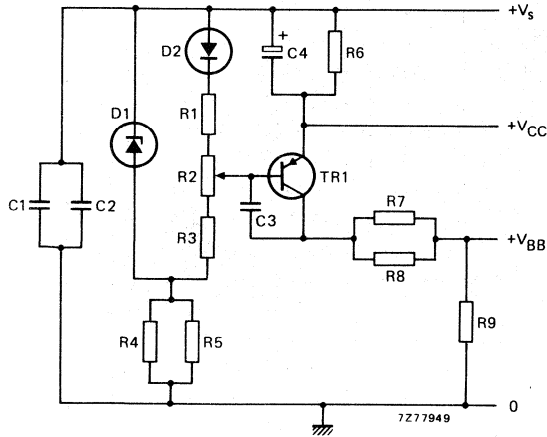 +Vs
D2
+
C4
R6
D1
R1
+VCC
R2
TR1
C1
C2
C3
R7
R3
+VBB
R8
R4
R5
R9
7Z77949
0